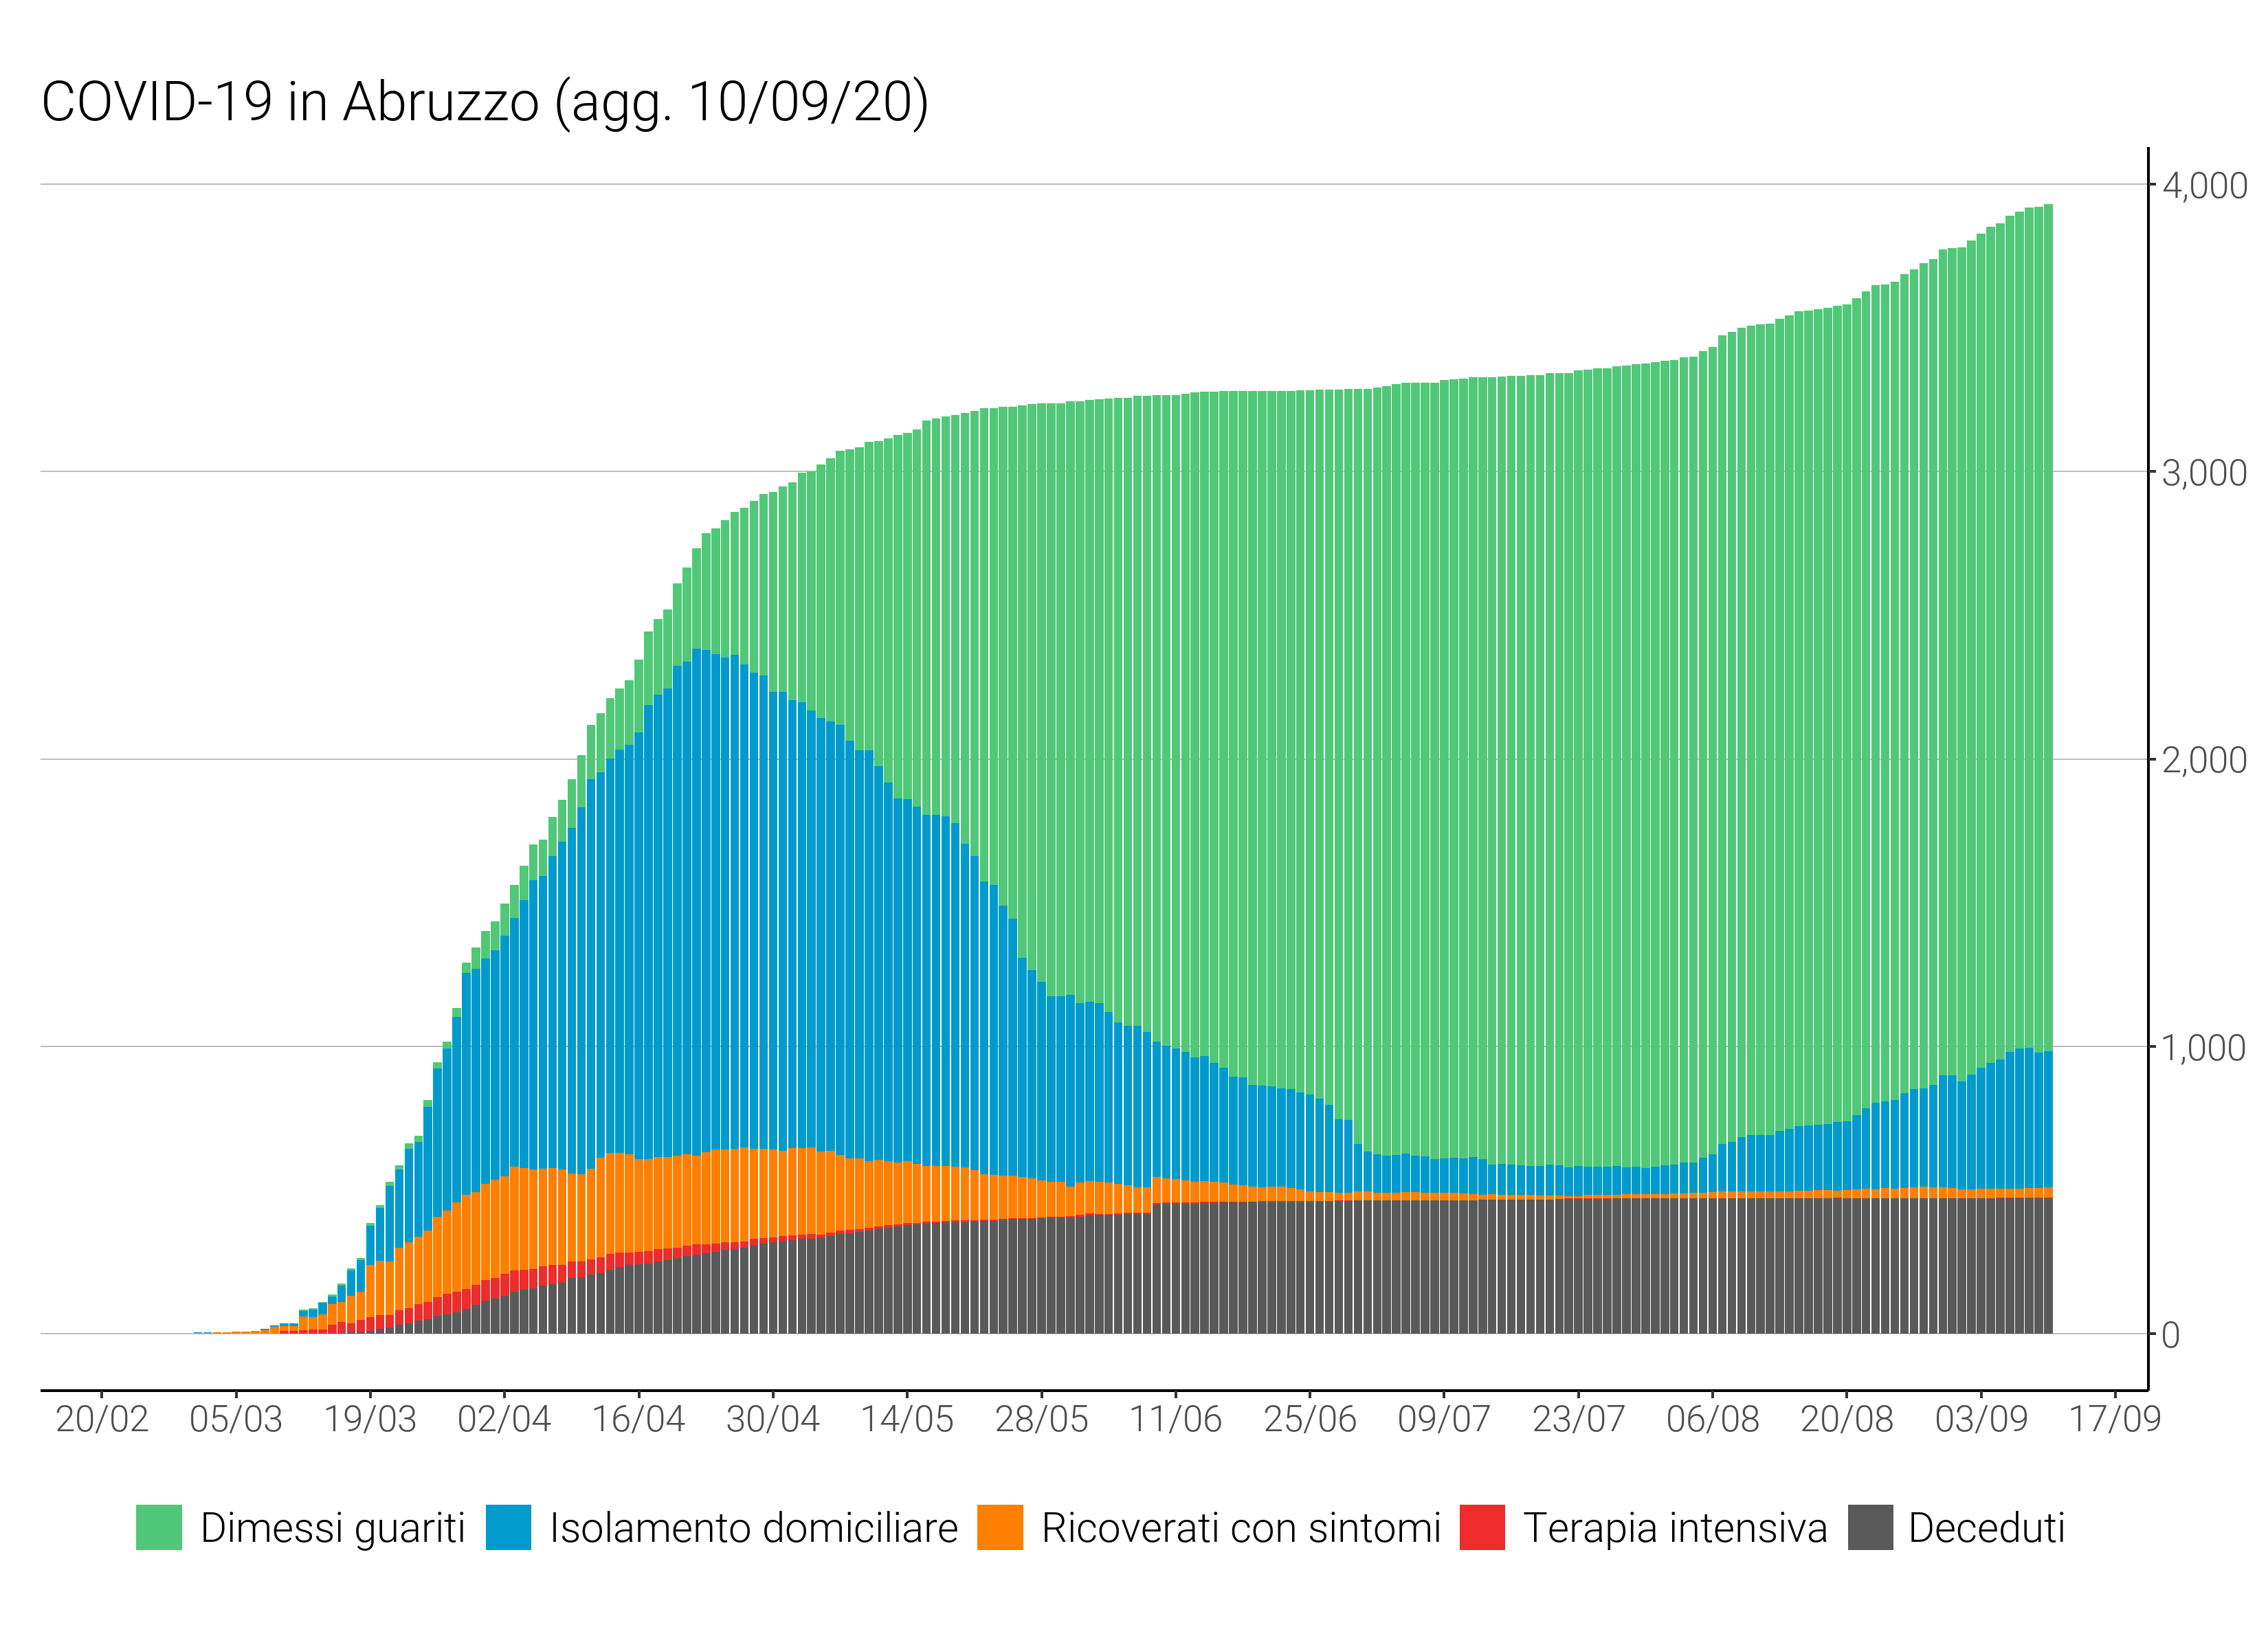 COVID-19 in Abruzzo (agg. 10/09/20)
4,000
3,000
2,000
1,000
0
20/02 05/03 19/03 02/04 16/04 30/04 14/05 28/05 11/06 25/06 09/07 23/07 06/08 20/08 03/09 17/09
Dimessi guariti Isolamento domiciliare Ricoverati con sintomi Terapia intensiva Deceduti